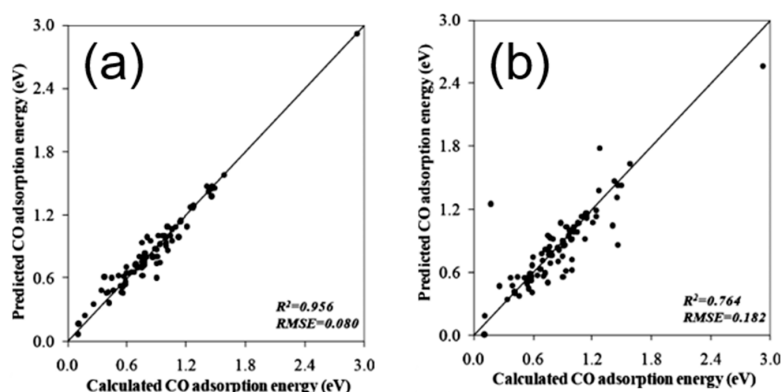 (a)
Predicted CO adsorption energy (eV)
3.0
2.4
1.8
1.2
0.6
0.0
R²=0.956
RMSE=0.080
0.0 0.6 1.2 1.8 2.4 3.0
Calculated CO adsorption energy (eV)
(b)
Predicted CO adsorption energy (eV)
3.0
2.4
1.8
1.2
0.6
0.0
R²=0.764
RMSE=0.182
0.0 0.6 1.2 1.8 2.4 3.0
Calculated CO adsorption energy (eV)